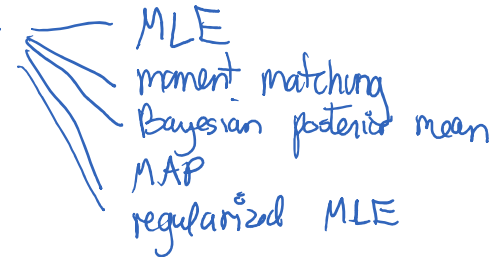 MLE
moment matching
Bayesian posterior mean
MAP
regularized MLE